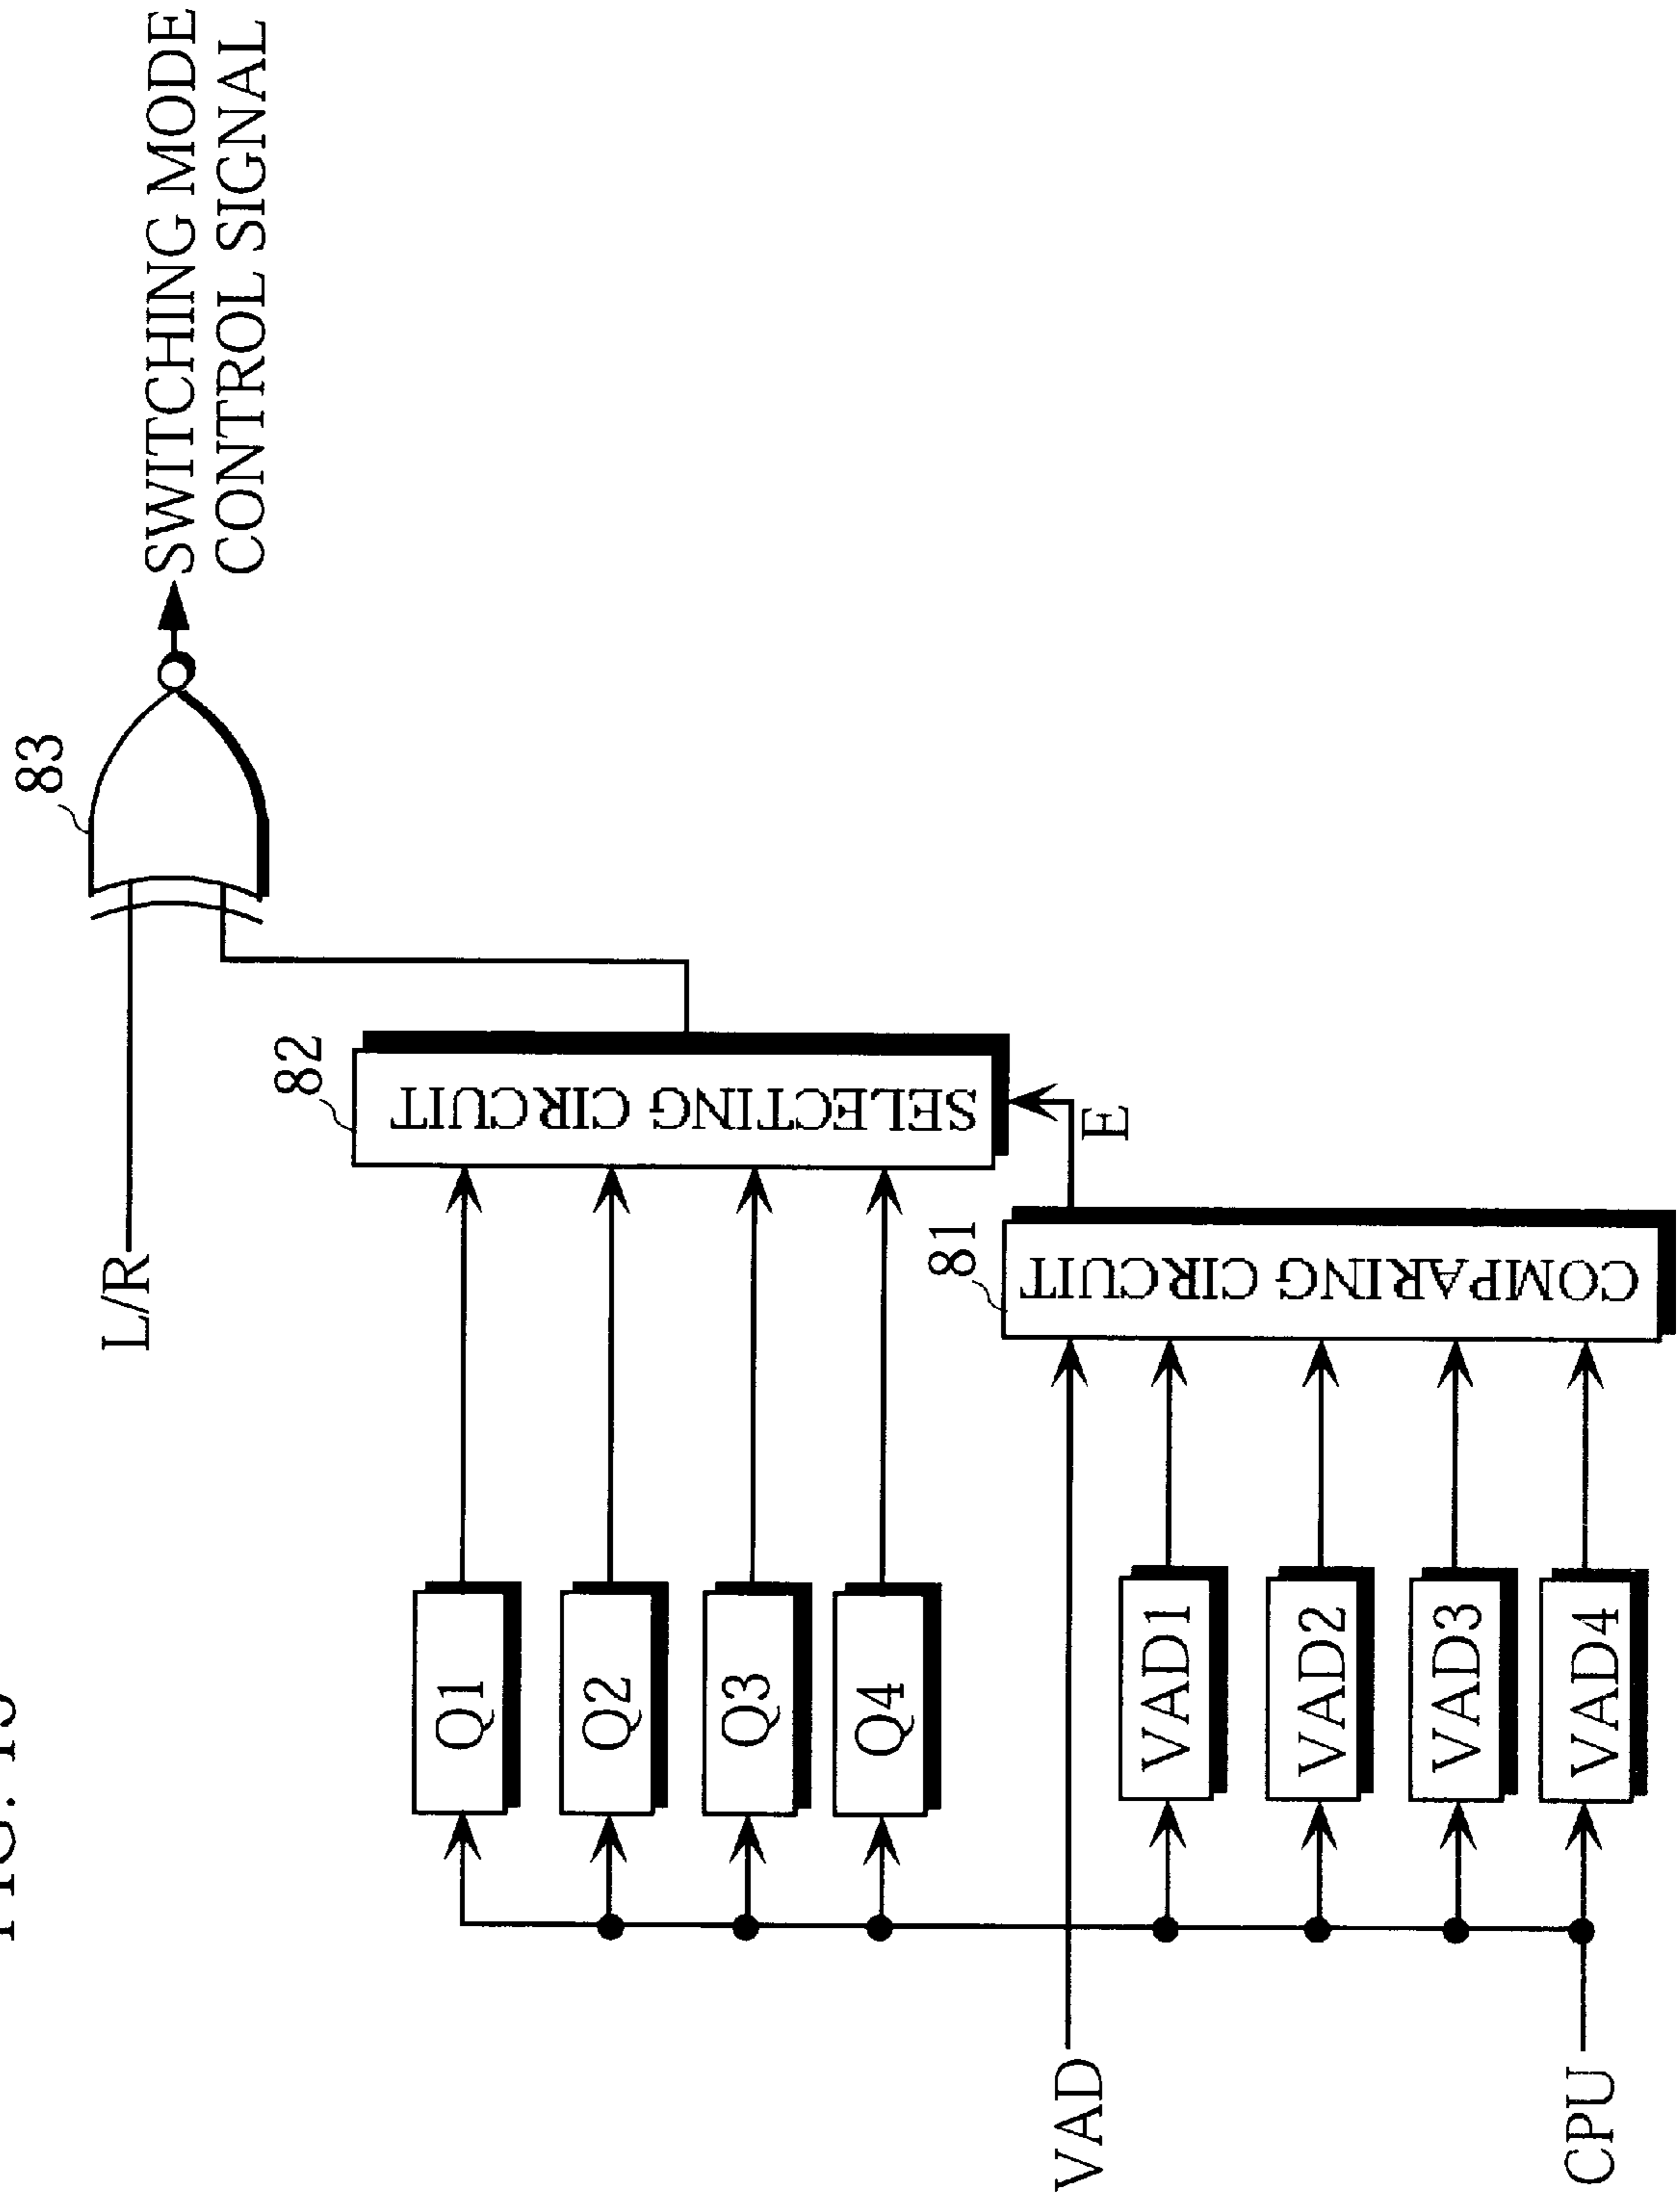 83
SWITCHING MODE
CONTROL SIGNAL
L/R
82
SELECTING CIRCUIT
E
81
COMPARING CIRCUIT
Q1
Q2
Q3
Q4
VAD1
VAD2
VAD3
VAD4
VAD
CPU